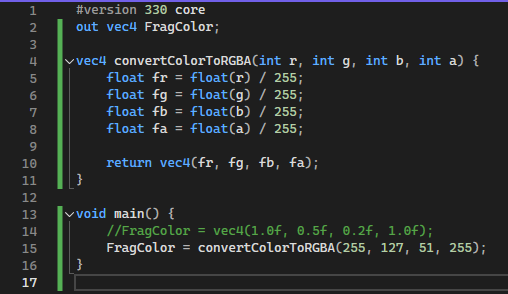 1 #version 330 core
2 out vec4 FragColor;
3
4 vec4 convertColorToRGBA(int r, int g, int b, int a) {
5     float fr = float(r) / 255;
6     float fg = float(g) / 255;
7     float fb = float(b) / 255;
8     float fa = float(a) / 255;
9
10     return vec4(fr, fg, fb, fa);
11 }
12
13 void main() {
14     //FragColor = vec4(1.0f, 0.5f, 0.2f, 1.0f);
15     FragColor = convertColorToRGBA(255, 127, 51, 255);
16 }
17